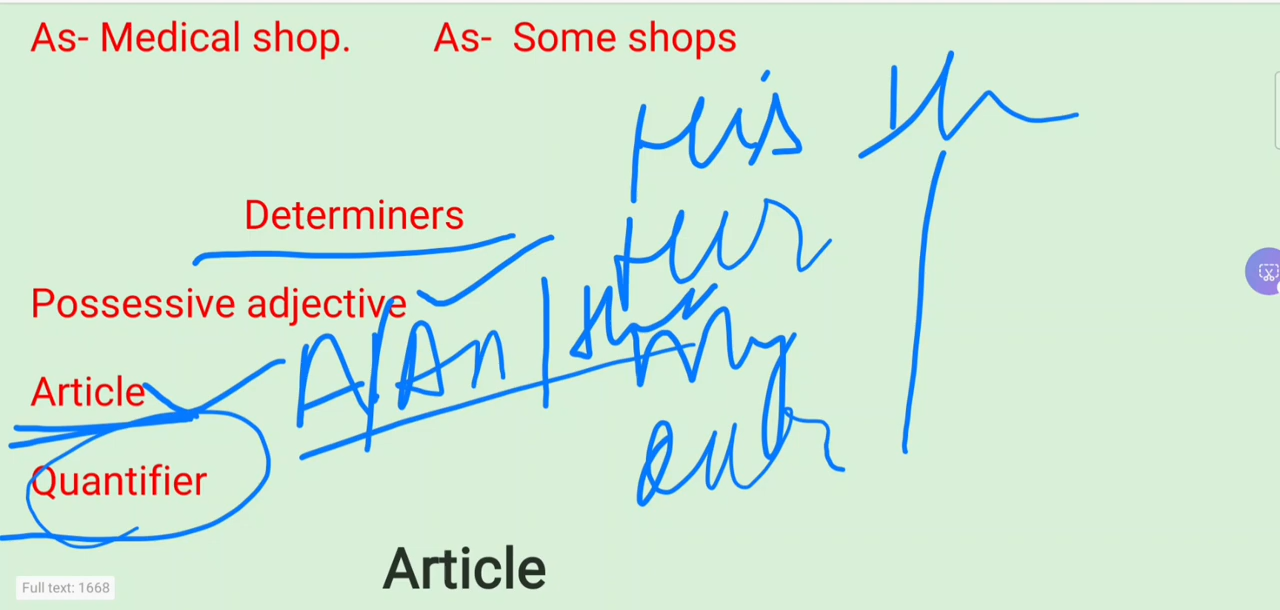 As- Medical shop. As- Some shops
His
Determiners
Her
Possessive adjective
A/An/the
My
Article
our
Quantifier
Article
Full text: 1668